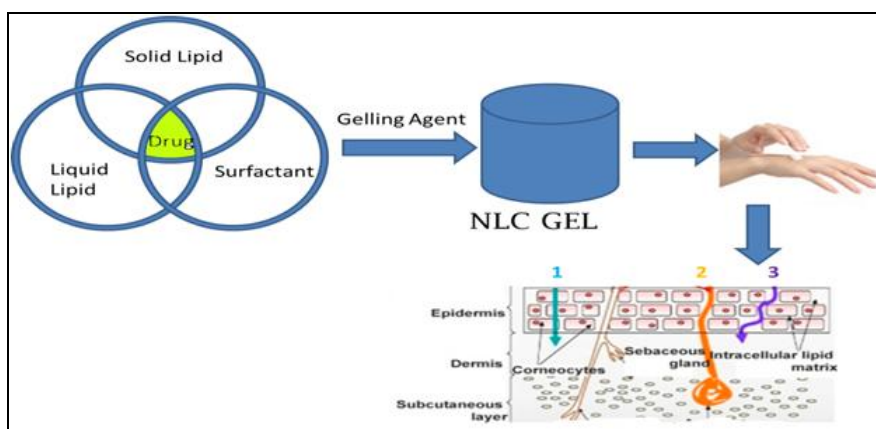 Solid Lipid
Drug
Liquid
Lipid
Surfactant
Gelling Agent
NLC GEL
1
2
3
Epidermis
Dermis
Corneocytes
Sebaceous
gland
Intracellular lipid
matrix
Subcutaneous
layer